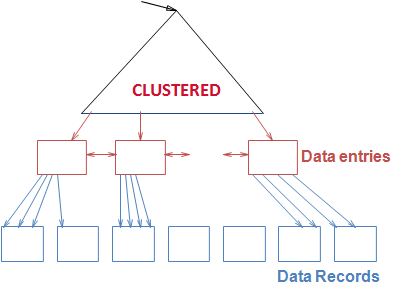 CLUSTERED
Data entries
Data Records